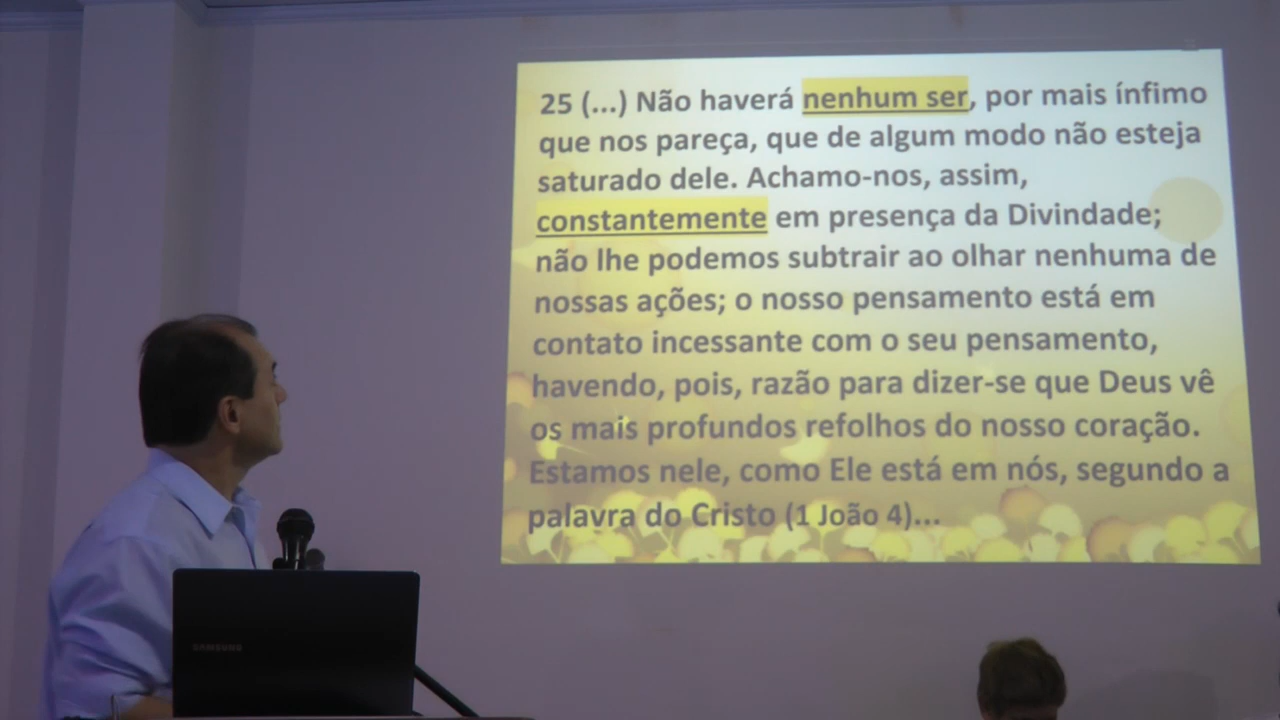 25 (...) Não haverá nenhum ser, por mais ínfimo
que nos pareça, que de algum modo não esteja
saturado dele. Achamo-nos, assim,
constantemente em presença da Divindade;
não lhe podemos subtrair ao olhar nenhuma de
nossas ações; o nosso pensamento está em
contato incessante com o seu pensamento,
havendo, pois, razão para dizer-se que Deus vê
os mais profundos refolhos do nosso coração.
Estamos nele, como Ele está em nós, segundo a
palavra do Cristo (1 João 4)...
SAMSUNG